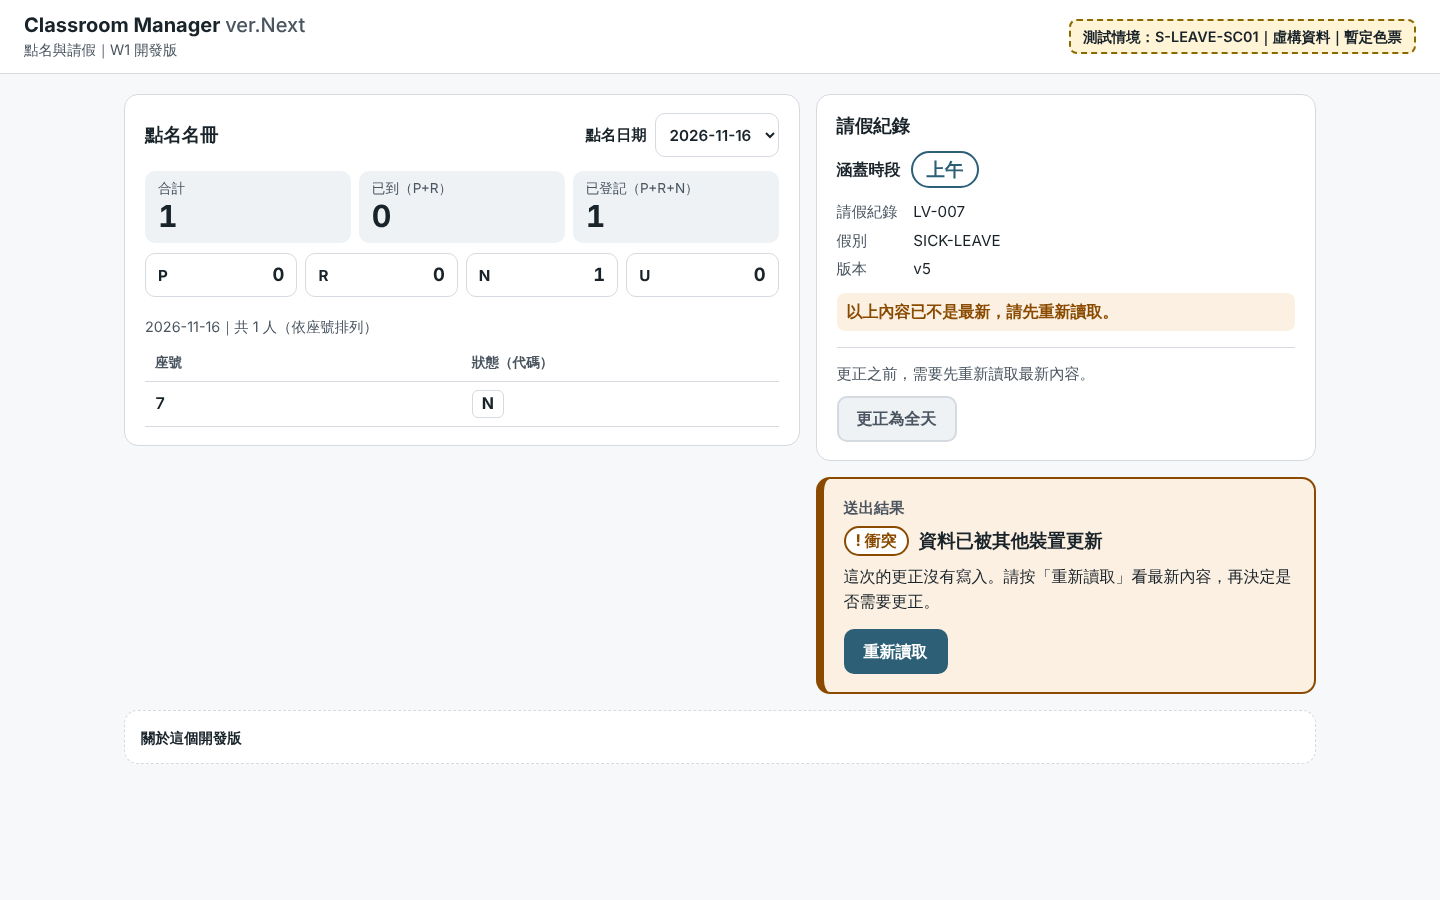 Classroom Manager ver.Next
點名與請假｜W1 開發版
測試情境：S-LEAVE-SC01｜虛構資料｜暫定色票
點名名冊
點名日期 2026-11-16
合計
1
已到（P+R）
0
已登記（P+R+N）
1
P 0
R 0
N 1
U 0
2026-11-16｜共 1 人（依座號排列）
座號 狀態（代碼）
7 N
請假紀錄
涵蓋時段 上午
請假紀錄 LV-007
假別 SICK-LEAVE
版本 v5
以上內容已不是最新，請先重新讀取。
更正之前，需要先重新讀取最新內容。
更正為全天
送出結果
! 衝突 資料已被其他裝置更新
這次的更正沒有寫入。請按「重新讀取」看最新內容，再決定是
否需要更正。
重新讀取
關於這個開發版